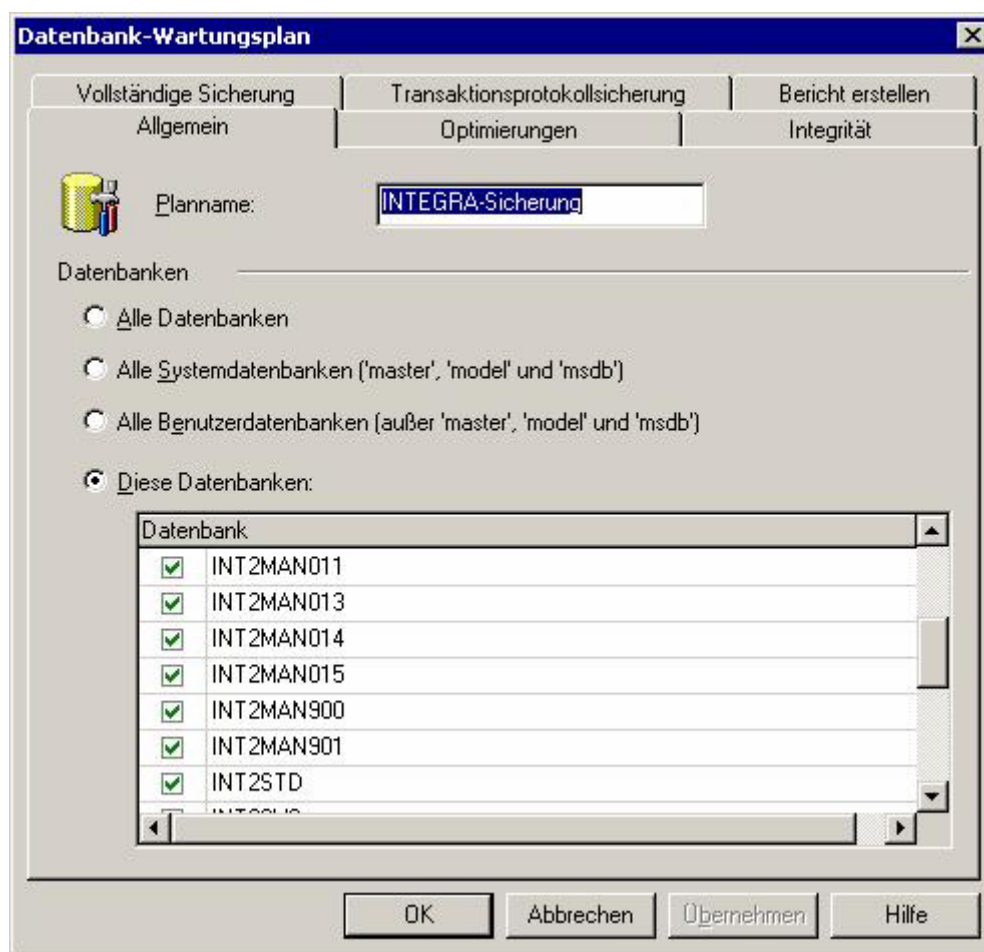 Datenbank-Wartungsplan
Vollständige Sicherung
Transaktionsprotokollsicherung
Bericht erstellen
Allgemein
Optimierungen
Integrität
Planname:
INTEGRA-Sicherung
Datenbanken
Alle Datenbanken
Alle Systemdatenbanken ('master', 'model' und 'msdb')
Alle Benutzerdatenbanken (außer 'master', 'model' und 'msdb')
Diese Datenbanken:
Datenbank
INT2MAN011
INT2MAN013
INT2MAN014
INT2MAN015
INT2MAN900
INT2MAN901
INT2STD
OK
Abbrechen
Übernehmen
Hilfe